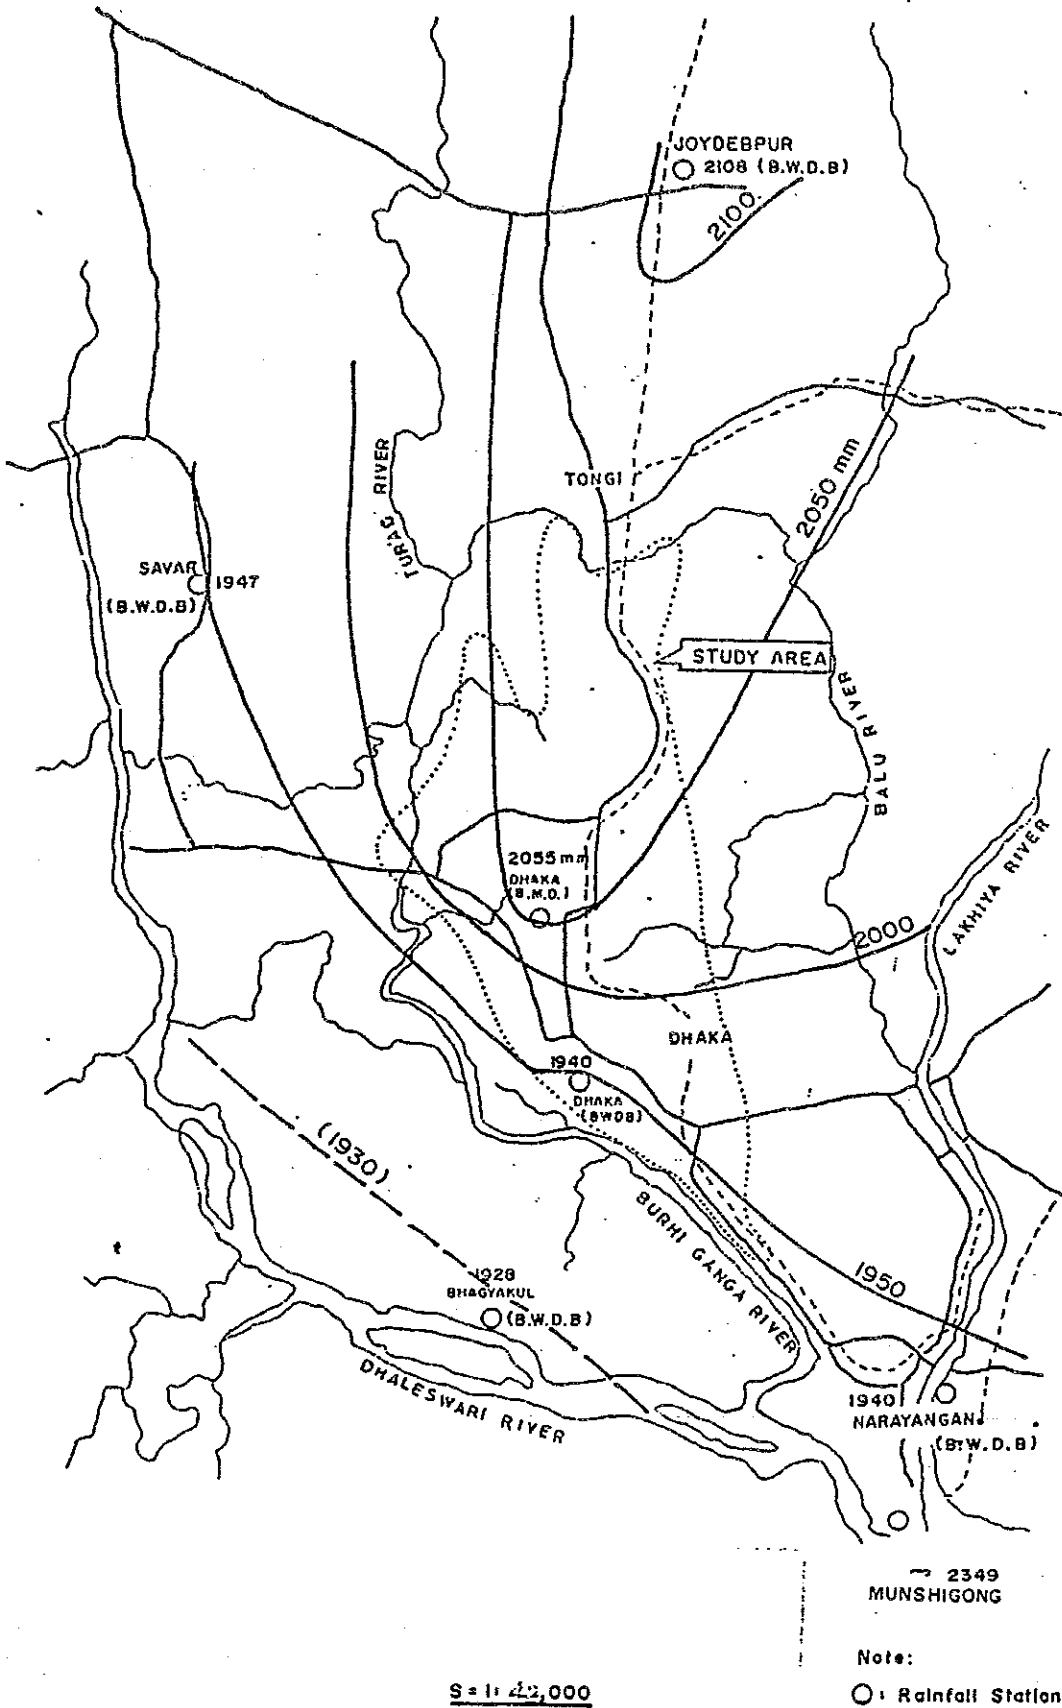 JOYDEBPUR
2108 (B.W.D.B)
2100
TURAG RIVER
TONGI
2050 mm
SAVAR
1947
(B.W.D.B)
STUDY AREA
BALU RIVER
2055 mm
DHAKA
(B.M.D.)
LAKHIYA RIVER
2000
DHAKA
1940
DHAKA
(BWDB)
(1930)
BURHI GANGA RIVER
1950
1928
BHAGYAKUL
(B.W.D.B)
DHALESWARI RIVER
1940
NARAYANGANJ
(B.W.D.B)
2349
MUNSHIGONG
Note:
O: Rainfall Station